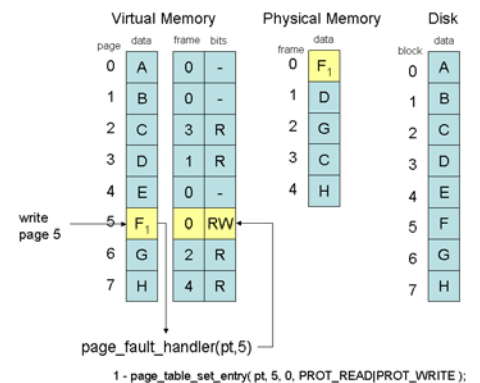 Virtual Memory Physical Memory Disk
page data frame bits frame data block data
0 A 0 - 0 F1 0 A
1 B 0 - 1 D 1 B
2 C 3 R 2 G 2 C
3 D 1 R 3 C 3 D
4 E 0 - 4 H 4 E
write page 5 5 F1 0 RW 5 F
6 G 2 R 6 G
7 H 4 R 7 H
page_fault_handler(pt,5)
1 - page_table_set_entry( pt, 5, 0, PROT_READ|PROT_WRITE );